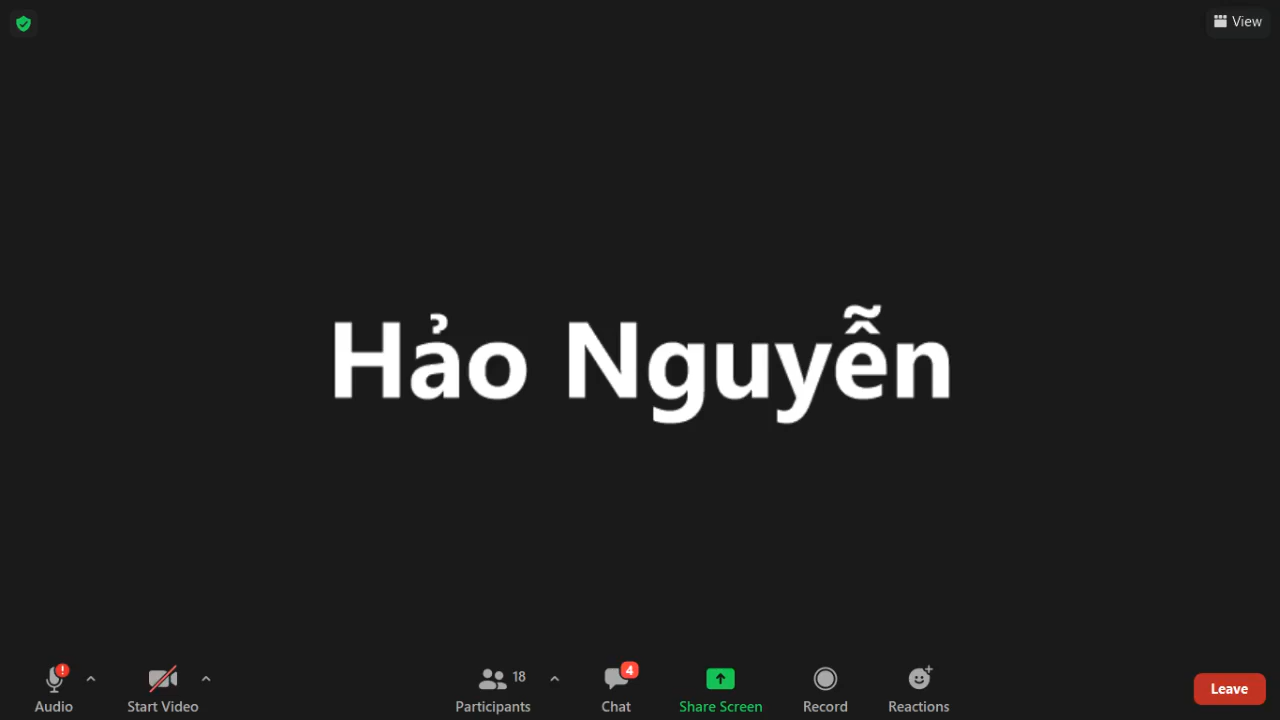 View
Hảo Nguyễn
!
18
4
Audio
Start Video
Participants
Chat
Share Screen
Record
Reactions
Leave